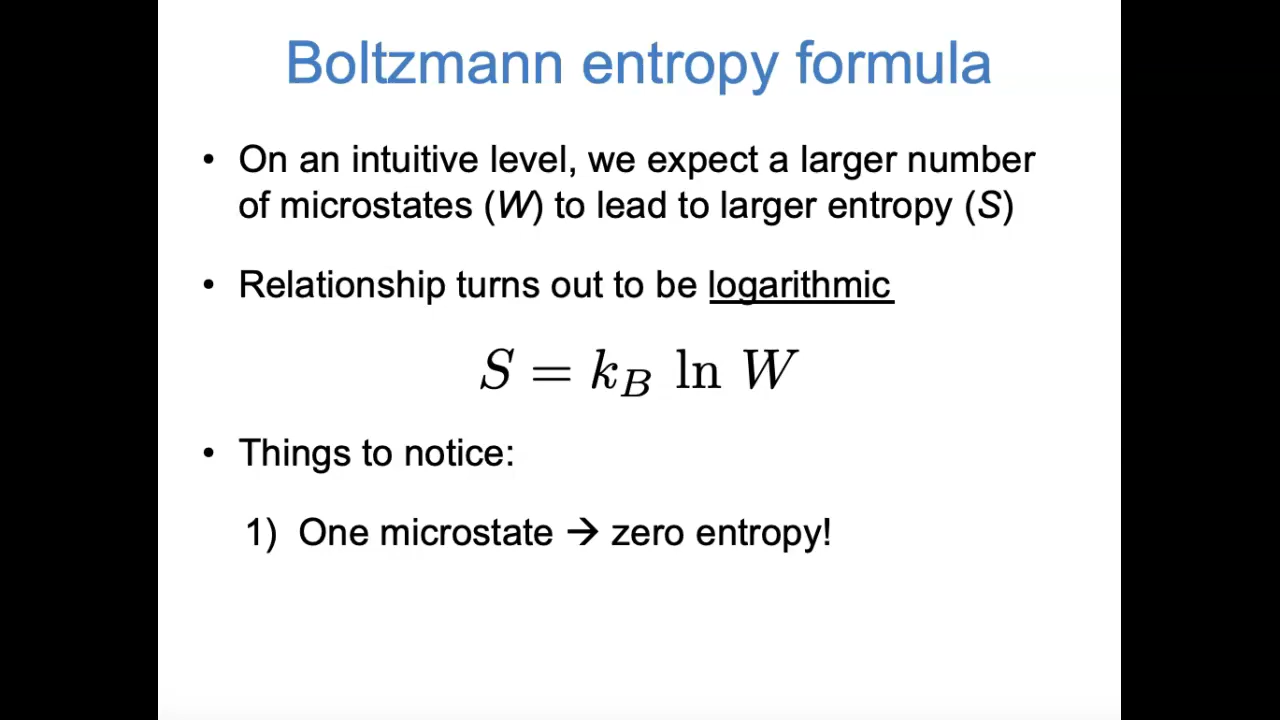 Boltzmann entropy formula
• On an intuitive level, we expect a larger number
of microstates (W) to lead to larger entropy (S)
• Relationship turns out to be logarithmic
S = k_B ln W
• Things to notice:
1) One microstate → zero entropy!